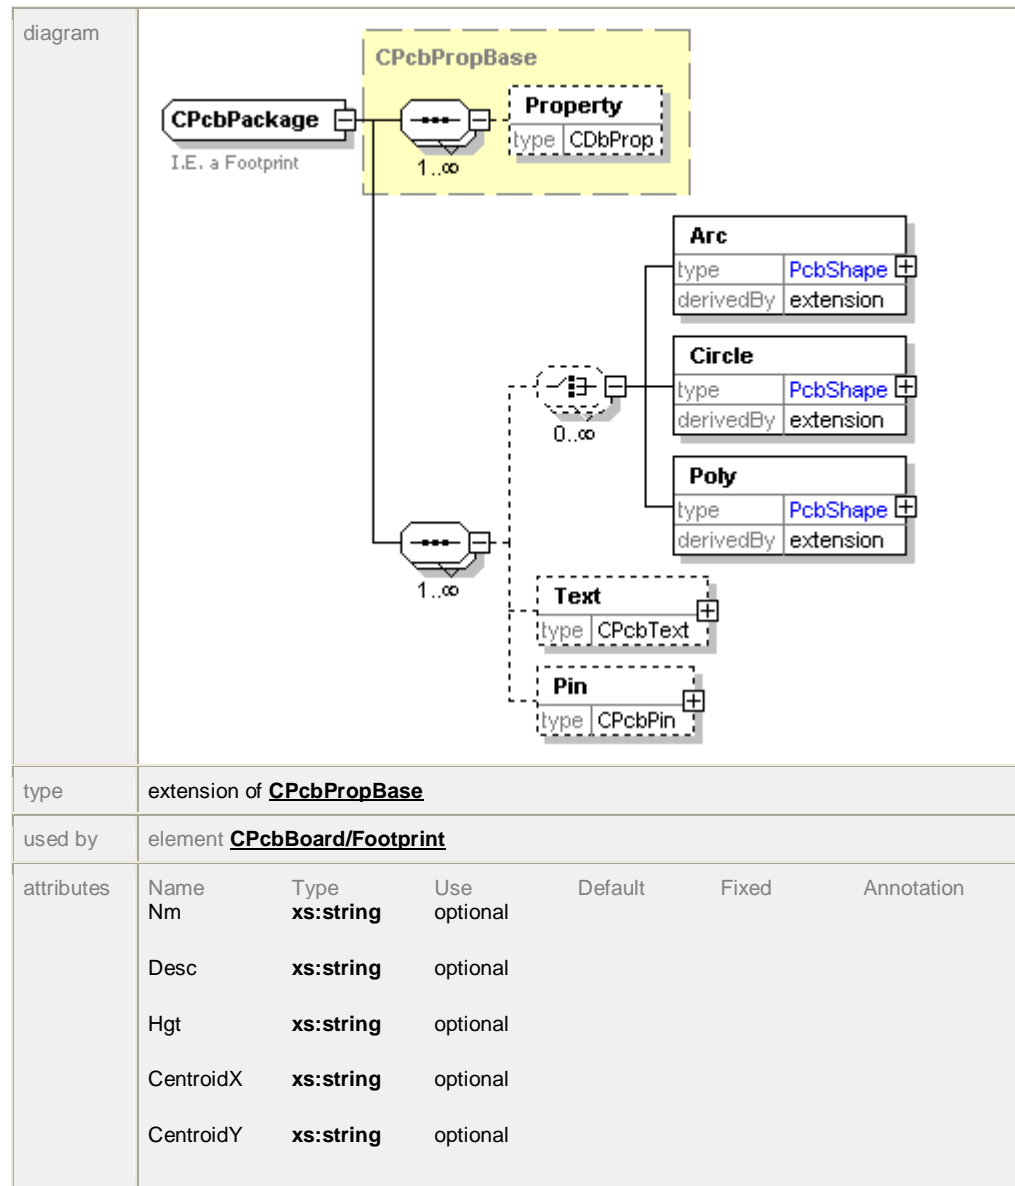 diagram
CPcbPropBase
CPcbPackage
I.E. a Footprint
1..∞
Property
type CDbProp
Arc
type PcbShape
derivedBy extension
Circle
type PcbShape
derivedBy extension
0..∞
Poly
type PcbShape
derivedBy extension
1..∞
Text
type CPcbText
Pin
type CPcbPin
type extension of CPcbPropBase
used by element CPcbBoard/Footprint
attributes Name Type Use Default Fixed Annotation
Nm xs:string optional
Desc xs:string optional
Hgt xs:string optional
CentroidX xs:string optional
CentroidY xs:string optional